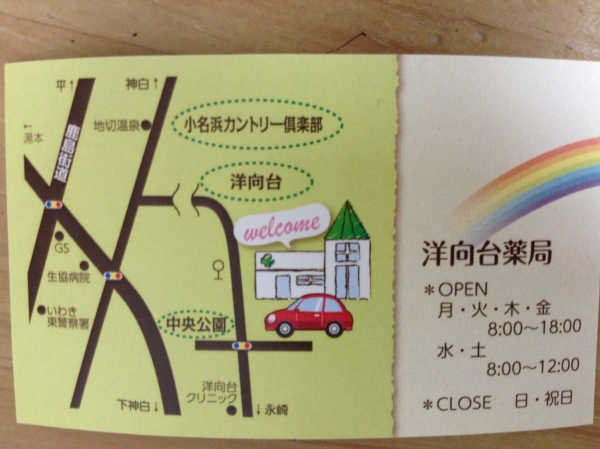 平↑
神白↑
←
湯本
鹿島街道
地切温泉
小名浜カントリー倶楽部
洋向台
welcome
GS
生協病院
いわき
東警察署
中央公園
洋向台
クリニック
下神白↓
↓永崎
洋向台薬局
＊OPEN
月・火・木・金
8:00〜18:00
水・土
8:00〜12:00
＊CLOSE 日・祝日